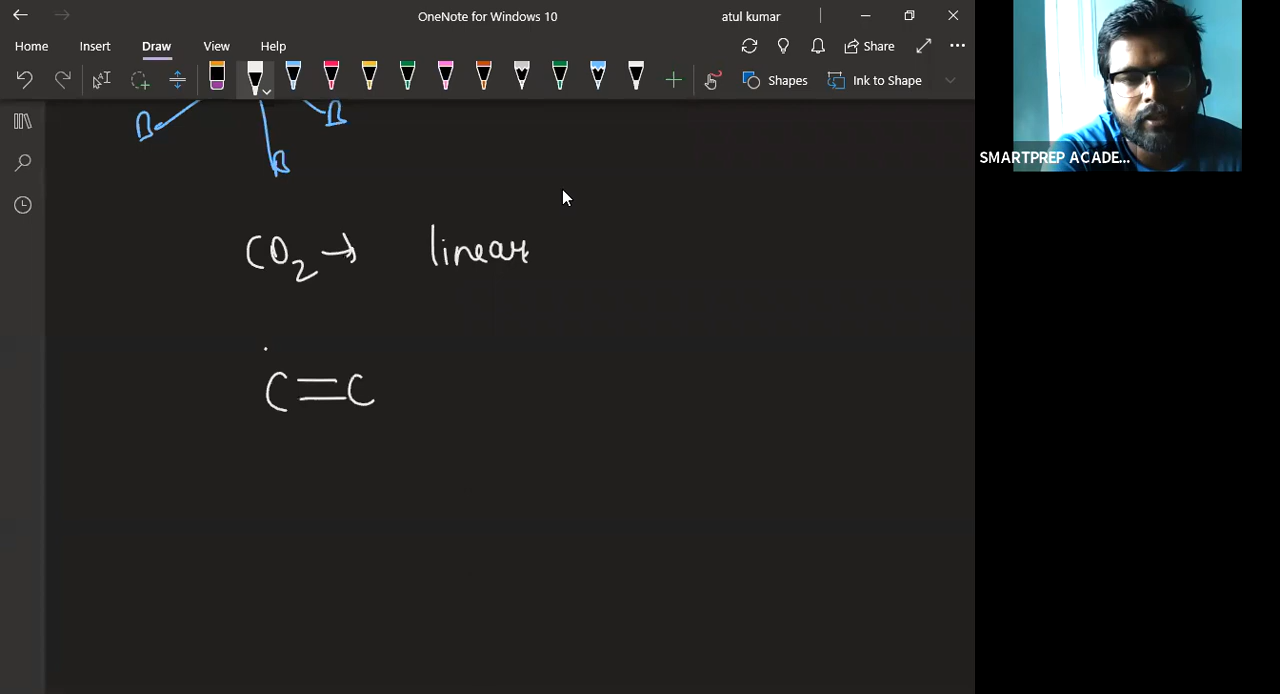 OneNote for Windows 10
atul kumar
Home Insert Draw View Help
Share
Shapes
Ink to Shape
B
B
B
SMARTPREP ACADE...
CO2 → linear
C=C